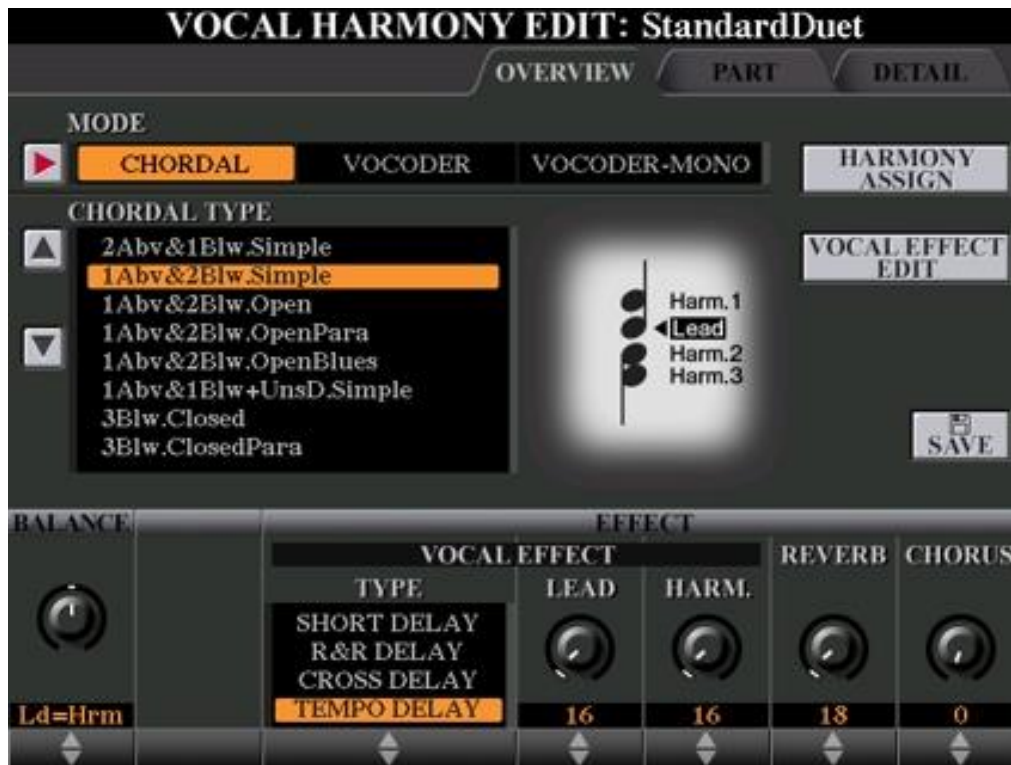 VOCAL HARMONY EDIT: StandardDuet
OVERVIEW PART DETAIL
MODE
CHORDAL VOCODER VOCODER-MONO
HARMONY
ASSIGN
CHORDAL TYPE
2Abv&1Blw.Simple
1Abv&2Blw.Simple
1Abv&2Blw.Open
1Abv&2Blw.OpenPara
1Abv&2Blw.OpenBlues
1Abv&1Blw+UnsD.Simple
3Blw.Closed
3Blw.ClosedPara
Harm.1
Lead
Harm.2
Harm.3
VOCAL EFFECT
EDIT
SAVE
BALANCE EFFECT
VOCAL EFFECT REVERB CHORUS
TYPE LEAD HARM.
SHORT DELAY
R&R DELAY
CROSS DELAY
TEMPO DELAY
Ld=Hrm 16 16 18 0